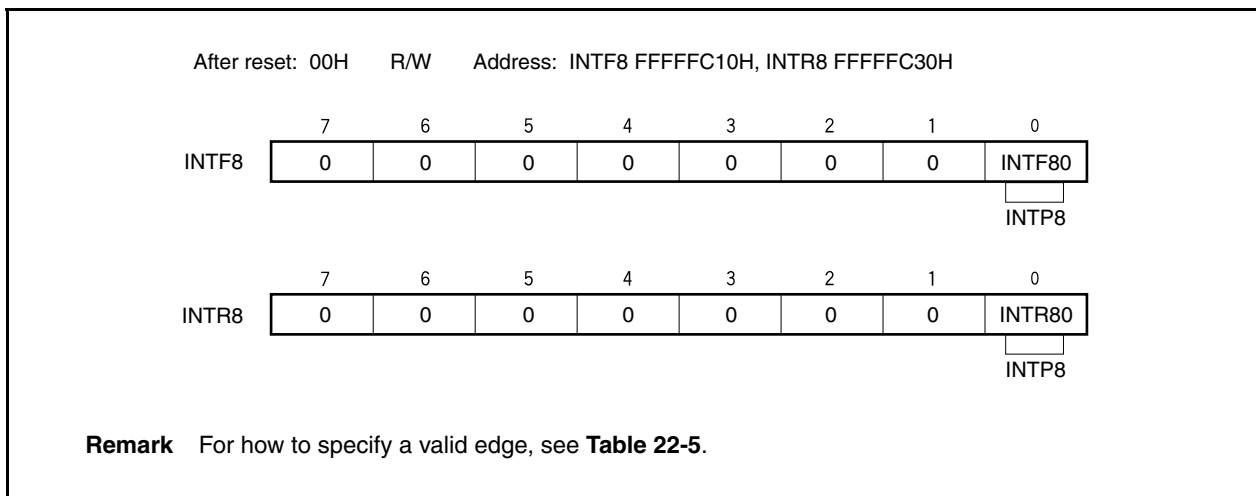 After reset: 00H R/W Address: INTF8 FFFFFC10H, INTR8 FFFFFC30H
7 6 5 4 3 2 1 0
INTF8 0 0 0 0 0 0 0 INTF80
INTP8
7 6 5 4 3 2 1 0
INTR8 0 0 0 0 0 0 0 INTR80
INTP8
Remark For how to specify a valid edge, see Table 22-5.